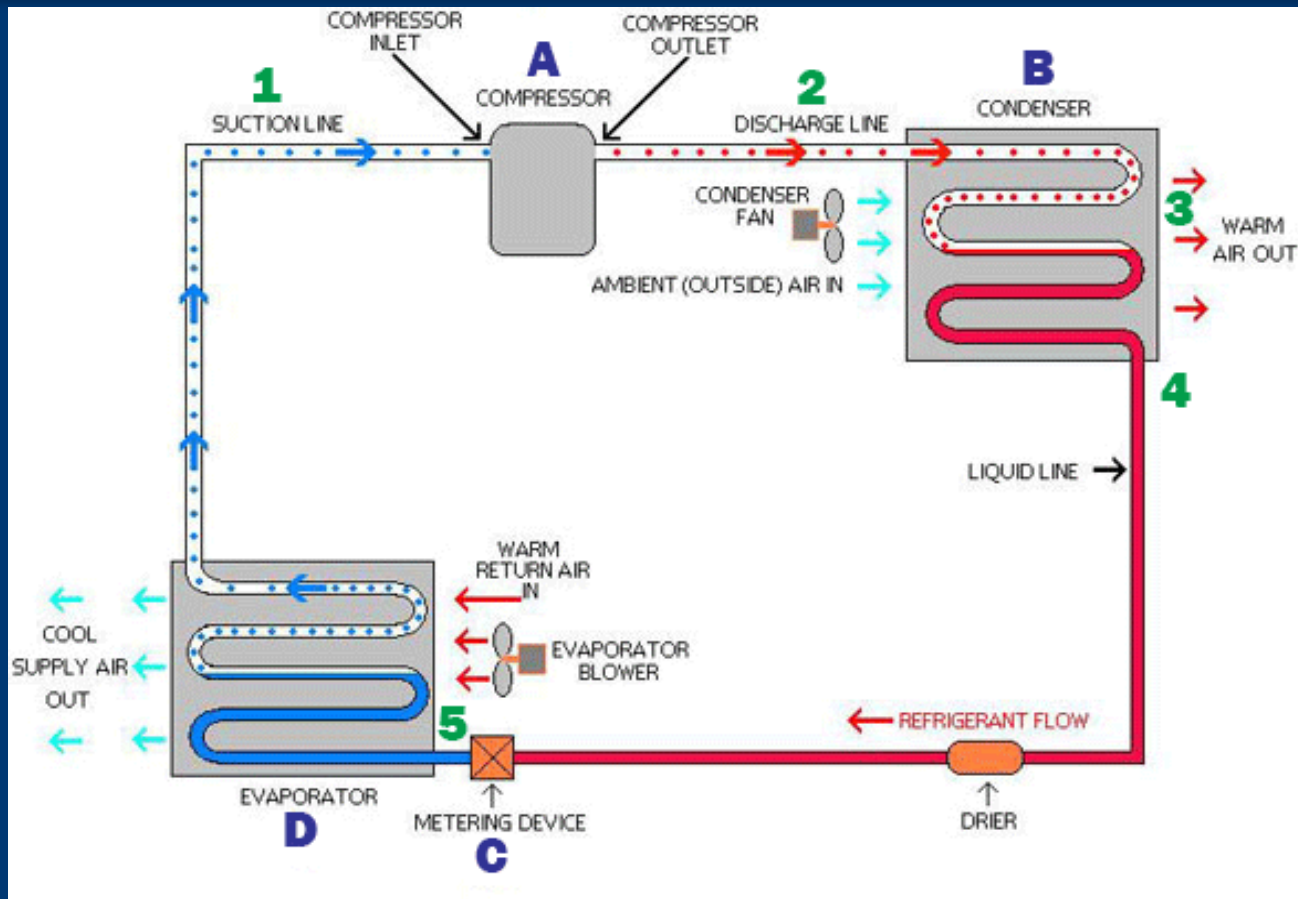 COMPRESSOR
INLET
COMPRESSOR
OUTLET
A
B
1
2
COMPRESSOR
CONDENSER
SUCTION LINE
DISCHARGE LINE
CONDENSER
FAN
3
WARM
AIR OUT
AMBIENT (OUTSIDE) AIR IN
4
LIQUID LINE
WARM
RETURN AIR
IN
COOL
SUPPLY AIR
OUT
EVAPORATOR
BLOWER
5
REFRIGERANT FLOW
EVAPORATOR
D
METERING DEVICE
C
DRIER